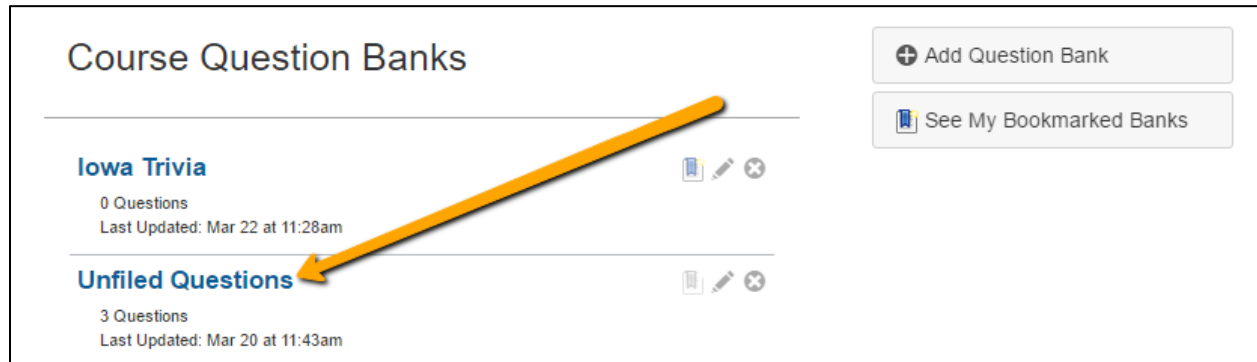 Course Question Banks
Add Question Bank
See My Bookmarked Banks
Iowa Trivia
0 Questions
Last Updated: Mar 22 at 11:28am
Unfiled Questions
3 Questions
Last Updated: Mar 20 at 11:43am